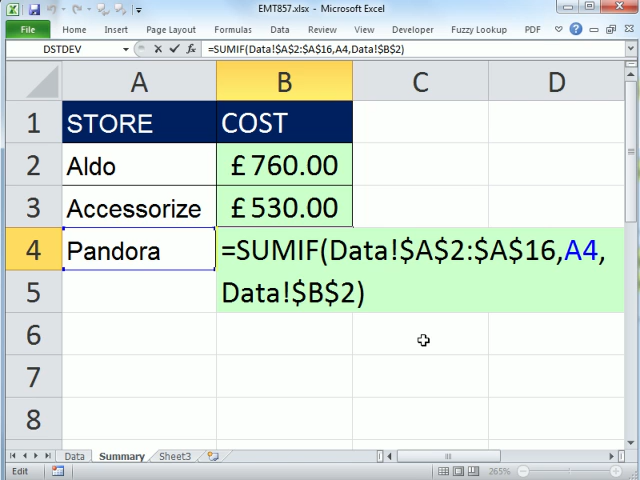 EMT857.xlsx - Microsoft Excel
File Home Insert Page Layout Formulas Data Review View Developer Fuzzy Lookup PDF
DSTDEV fx =SUMIF(Data!$A$2:$A$16,A4,Data!$B$2)
A B C D
1 STORE COST
2 Aldo £760.00
3 Accessorize £530.00
4 Pandora =SUMIF(Data!$A$2:$A$16,A4,
5 Data!$B$2)
6
7
8
Data Summary Sheet3
Edit 265%